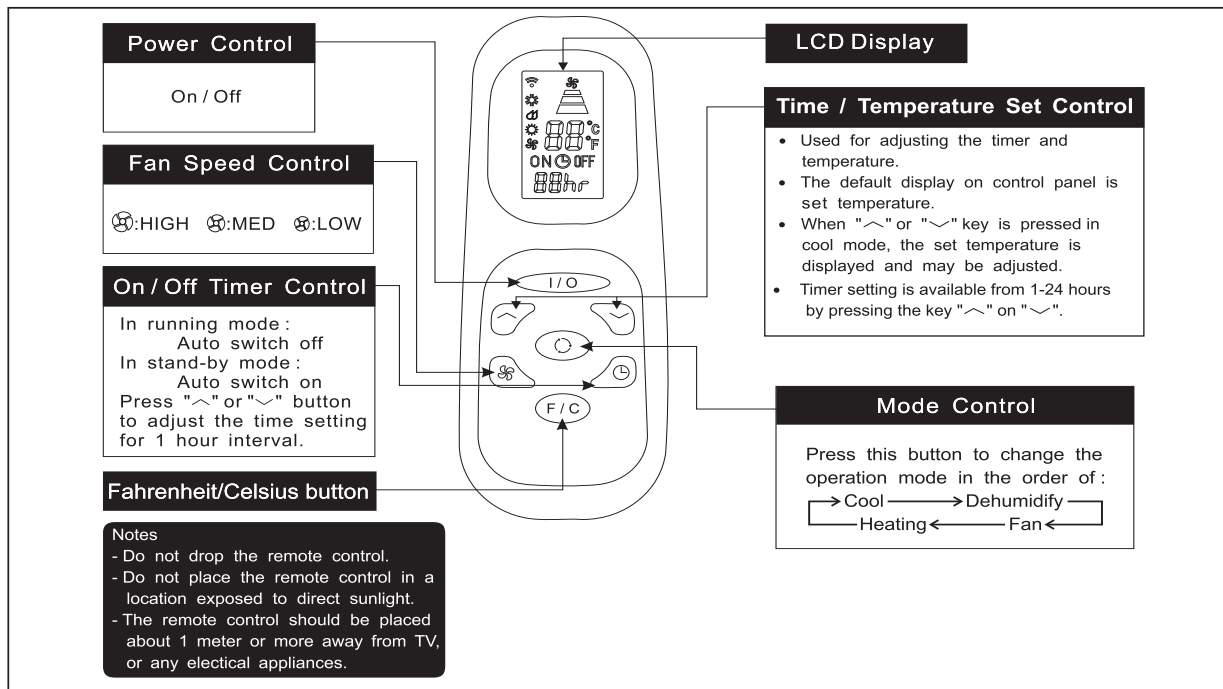 Power Control
On / Off
Fan Speed Control
:HIGH :MED :LOW
On / Off Timer Control
In running mode :
Auto switch off
In stand-by mode :
Auto switch on
Press "︿" or "﹀" button
to adjust the time setting
for 1 hour interval.
Fahrenheit/Celsius button
Notes
- Do not drop the remote control.
- Do not place the remote control in a
location exposed to direct sunlight.
- The remote control should be placed
about 1 meter or more away from TV,
or any electical appliances.
88 °C
°F
ON OFF
88hr
I / O
F / C
LCD Display
Time / Temperature Set Control
• Used for adjusting the timer and
temperature.
• The default display on control panel is
set temperature.
• When "︿" or "﹀" key is pressed in
cool mode, the set temperature is
displayed and may be adjusted.
• Timer setting is available from 1-24 hours
by pressing the key "︿" on "﹀".
Mode Control
Press this button to change the
operation mode in the order of :
Cool Dehumidify
Heating Fan